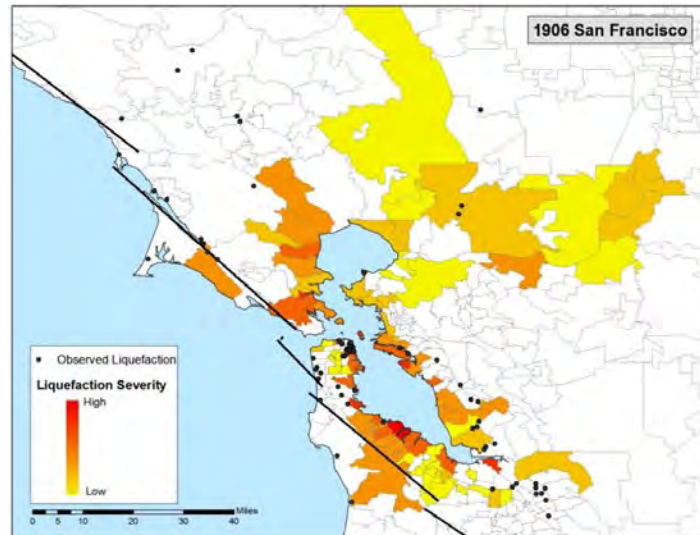 1906 San Francisco
Observed Liquefaction
Liquefaction Severity
High
Low
Miles
0 5 10 20 30 40